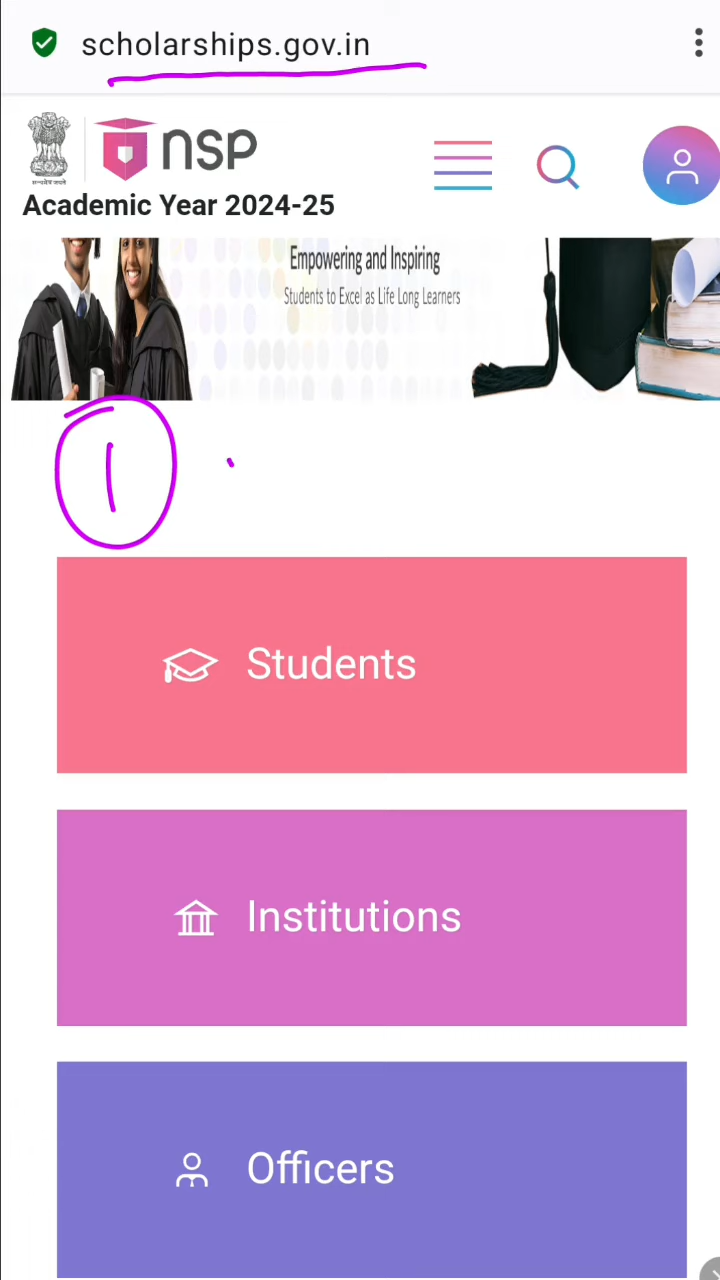 scholarships.gov.in
nsp
Academic Year 2024-25
Empowering and Inspiring
Students to Excel as Life Long Learners
1
Students
Institutions
Officers